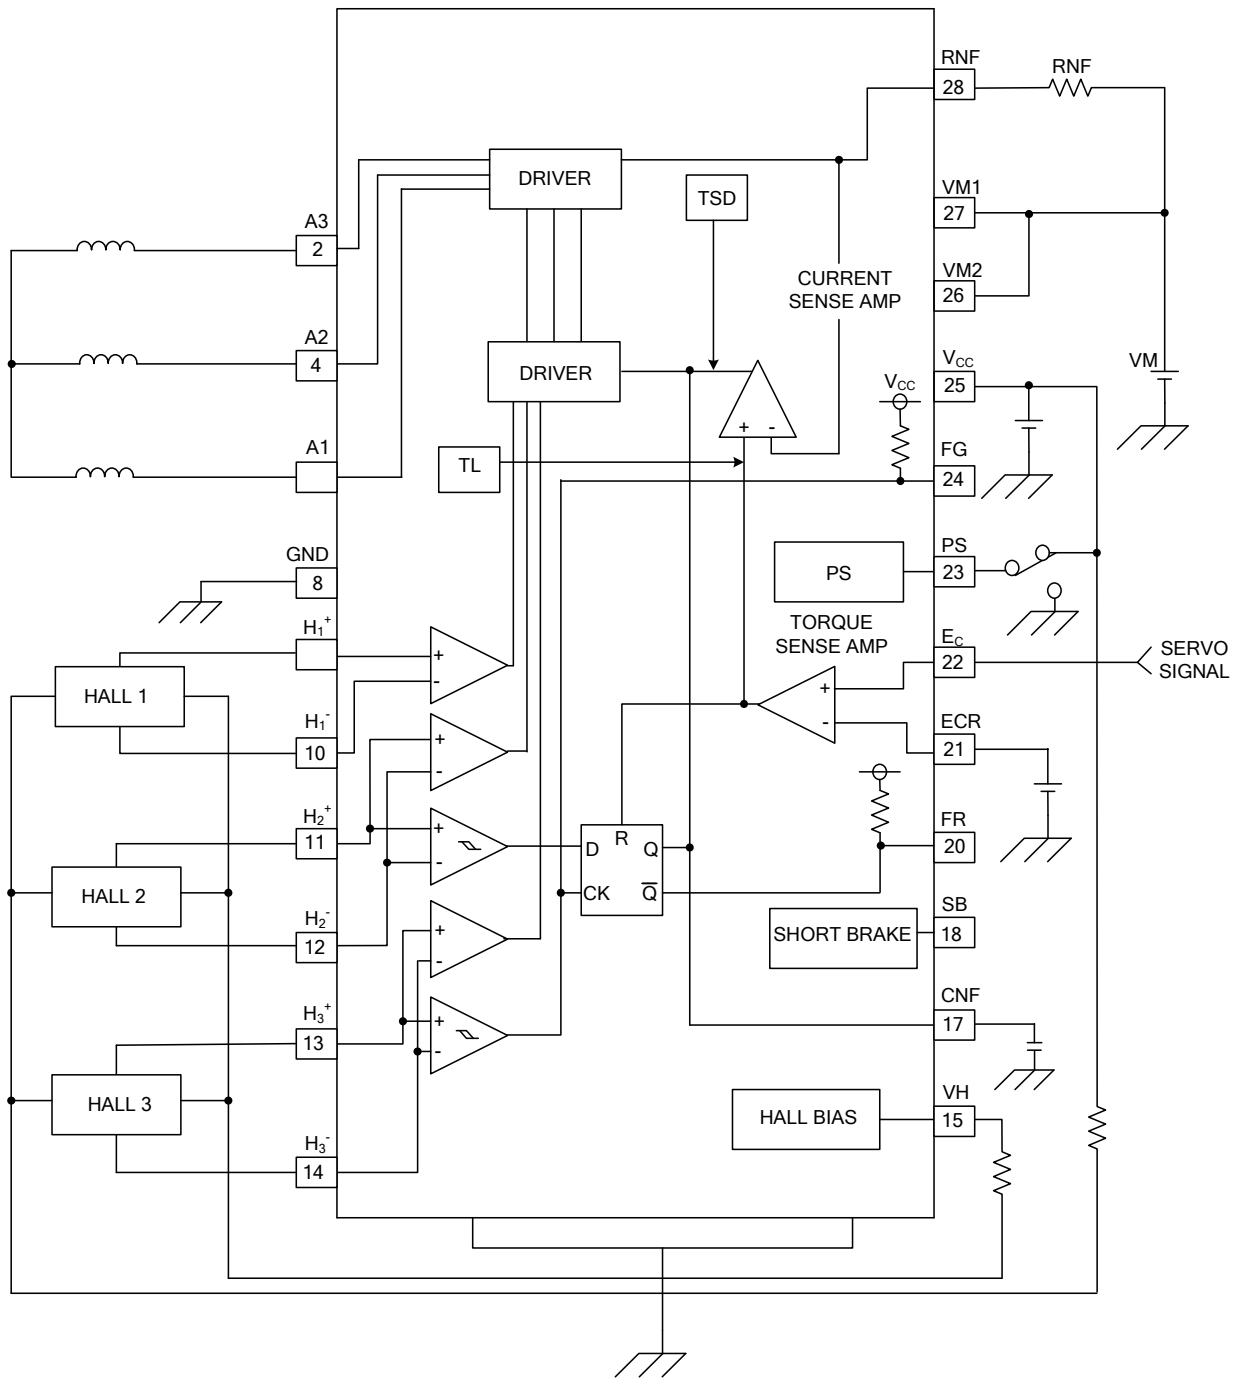 RNF
28
RNF
DRIVER
TSD
VM1
27
A3
2
VM2
26
CURRENT
SENSE AMP
A2
4
DRIVER
VCC
VCC
25
VM
+ -
A1
TL
FG
24
GND
8
PS
PS
23
H1+
TORQUE
SENSE AMP
EC
22
SERVO
SIGNAL
+
-
HALL 1
+
-
H1-
10
ECR
21
+
-
H2+
11
FR
20
+
-
D
R
Q
CK
Q̅
HALL 2
H2-
12
SB
18
SHORT BRAKE
+
-
H3+
13
CNF
17
+
-
HALL 3
VH
15
HALL BIAS
H3-
14